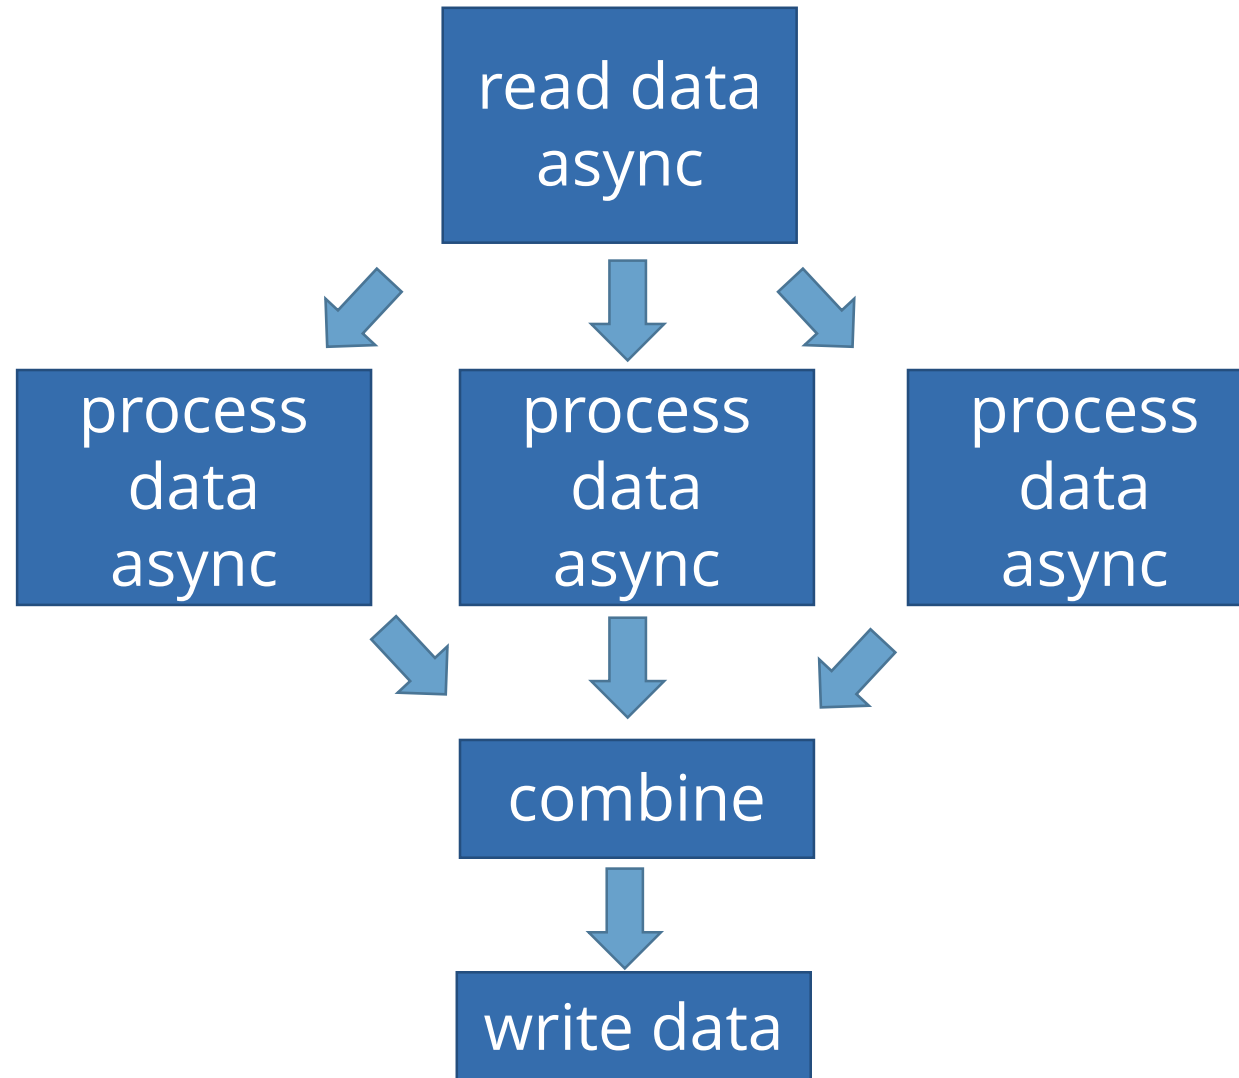 read data
async
process
data
async
process
data
async
process
data
async
combine
write data